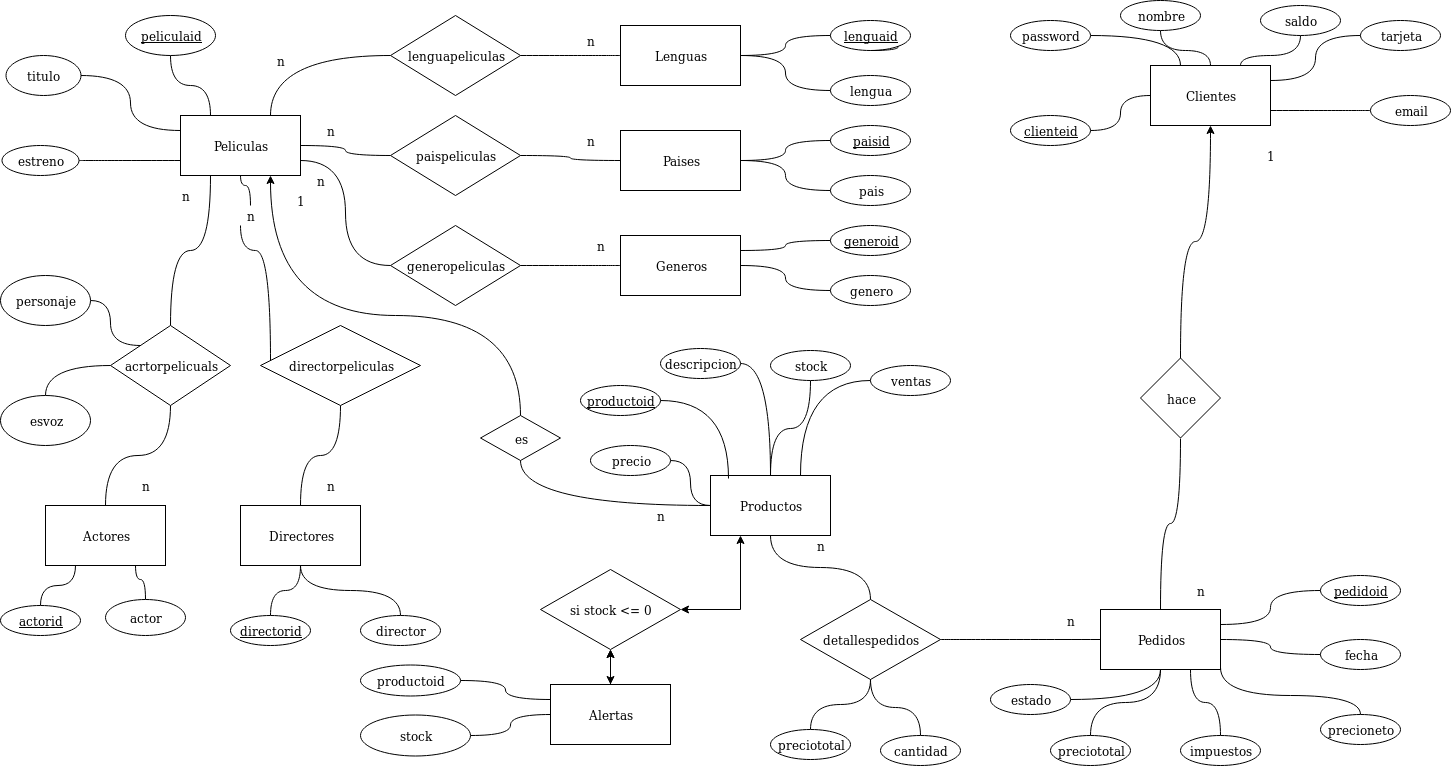 nombre
saldo
peliculaid
lenguaid
password
tarjeta
n
lenguapeliculas
Lenguas
n
titulo
lengua
Clientes
email
n
paispeliculas
n
paisid
clienteid
Peliculas
Paises
estreno
1
n
pais
n
1
n
generoid
n
generopeliculas
Generos
genero
personaje
acrtorpelicuals
directorpeliculas
descripcion
stock
ventas
productoid
hace
esvoz
es
precio
n
n
Productos
n
Actores
Directores
n
pedidoid
n
si stock <= 0
actorid
actor
directorid
director
n
detallespedidos
Pedidos
fecha
productoid
estado
Alertas
stock
preciototal
cantidad
preciototal
impuestos
precioneto